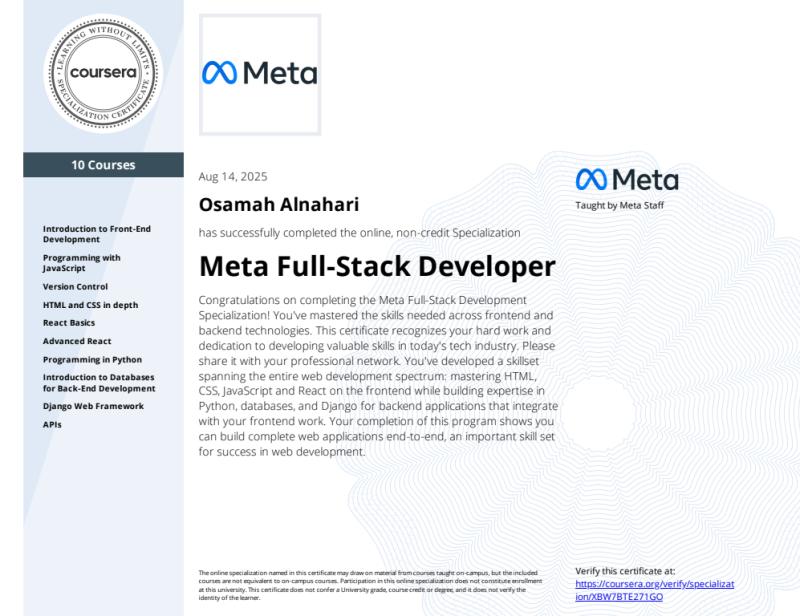 LEARNING WITHOUT LIMITS
coursera
SPECIALIZATION CERTIFICATE
Meta
10 Courses
Introduction to Front-End
Development
Programming with
JavaScript
Version Control
HTML and CSS in depth
React Basics
Advanced React
Programming in Python
Introduction to Databases
for Back-End Development
Django Web Framework
APIs
Aug 14, 2025
Osamah Alnahari
has successfully completed the online, non-credit Specialization
Meta Full-Stack Developer
Congratulations on completing the Meta Full-Stack Development
Specialization! You've mastered the skills needed across frontend and
backend technologies. This certificate recognizes your hard work and
dedication to developing valuable skills in today's tech industry. Please
share it with your professional network. You've developed a skillset
spanning the entire web development spectrum: mastering HTML,
CSS, JavaScript and React on the frontend while building expertise in
Python, databases, and Django for backend applications that integrate
with your frontend work. Your completion of this program shows you
can build complete web applications end-to-end, an important skill set
for success in web development.
Meta
Taught by Meta Staff
The online specialization named in this certificate may draw on material from courses taught on-campus, but the included
courses are not equivalent to on-campus courses. Participation in this online specialization does not constitute enrollment
at this university. This certificate does not confer a University grade, course credit or degree, and it does not verify the
identity of the learner.
Verify this certificate at:
https://coursera.org/verify/specializat
ion/XBW7BTE271GO